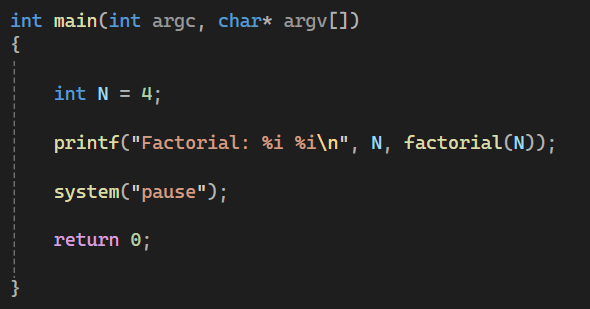 int main(int argc, char* argv[])
{
int N = 4;
printf("Factorial: %i %i\n", N, factorial(N));
system("pause");
return 0;
}